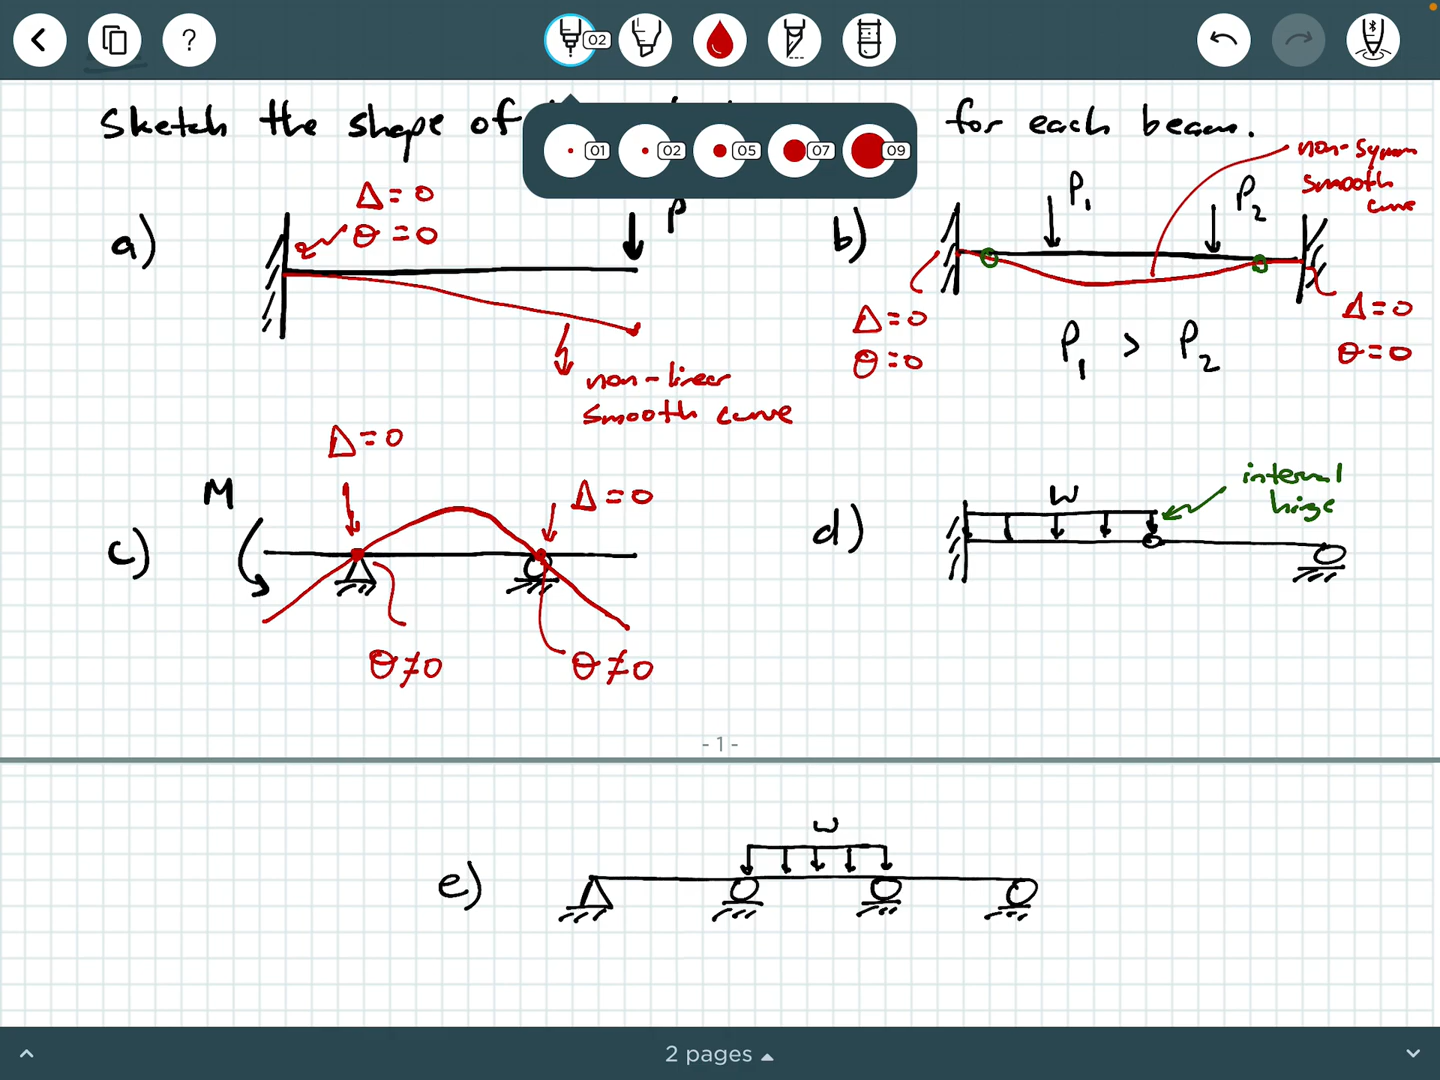 ?
02
01
02
05
07
09
Sketch the shape of
for each beam.
a)
Δ = 0
θ = 0
P
non-linear
smooth curve
b)
P1
P2
non-symm
smooth
curve
Δ = 0
θ = 0
Δ = 0
θ = 0
P1 > P2
c)
M
Δ = 0
Δ = 0
θ ≠ 0
θ ≠ 0
d)
W
internal
hinge
- 1 -
e)
w
2 pages